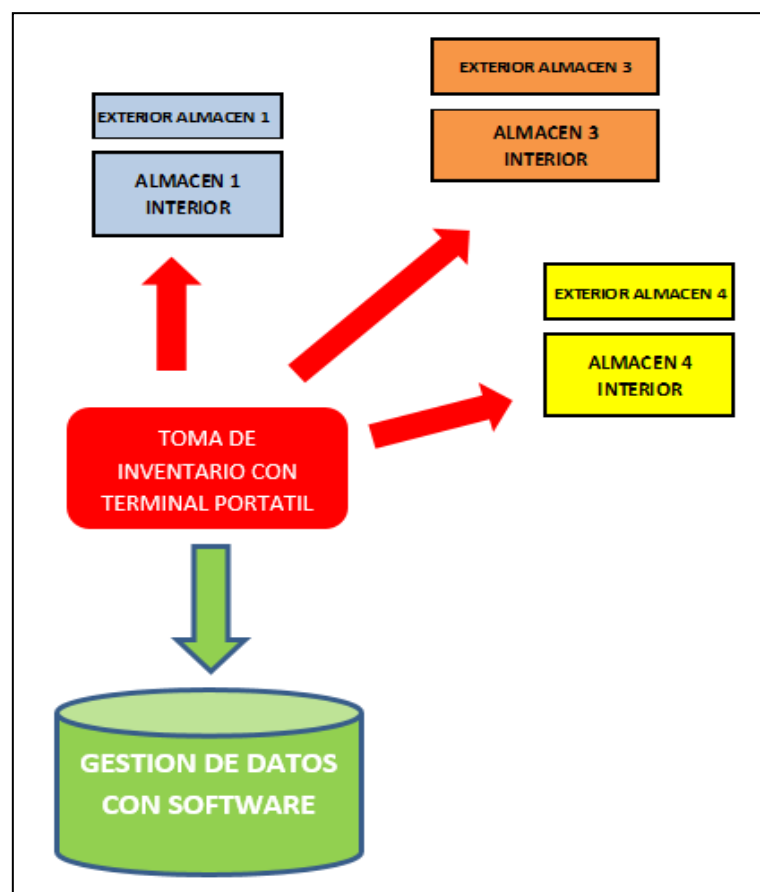 EXTERIOR ALMACEN 3
ALMACEN 3
INTERIOR
EXTERIOR ALMACEN 1
ALMACEN 1
INTERIOR
EXTERIOR ALMACEN 4
ALMACEN 4
INTERIOR
TOMA DE
INVENTARIO CON
TERMINAL PORTATIL
GESTION DE DATOS
CON SOFTWARE